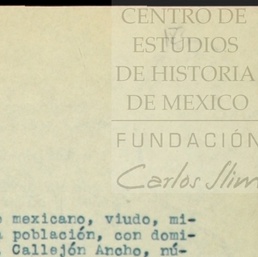 CENTRO DE
ESTUDIOS
DE HISTORIA
DE MEXICO
FUNDACIÓN
Carlos Slim
mexicano, viudo, mi-
población, con domi-
Callejón Ancho, nú-